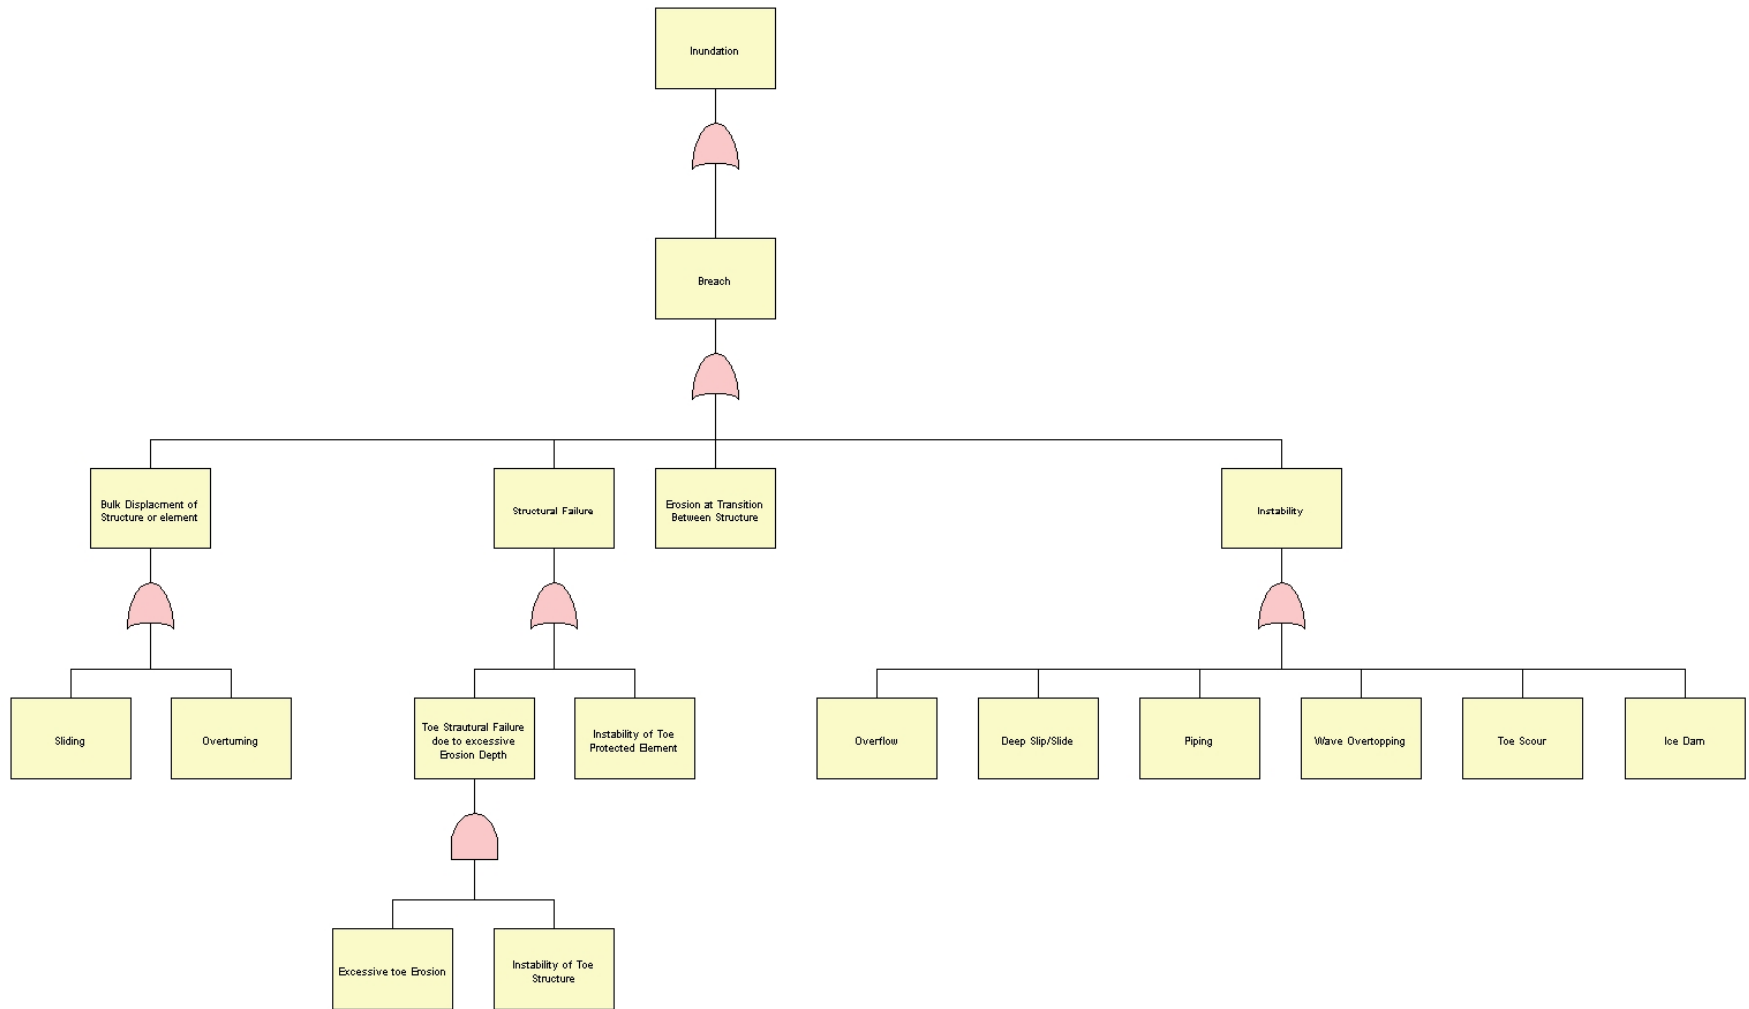 Inundation
Breach
Bulk Displacment of
Structure or element
Structural Failure
Erosion at Transition
Between Structure
Instability
Sliding
Overturning
Toe Strautural Failure
doe to excessive
Erosion Depth
Instability of Toe
Protected Element
Overflow
Deep Slip/Slide
Piping
Wave Overtopping
Toe Scour
Ice Dam
Excessive toe Erosion
Instability of Toe
Structure